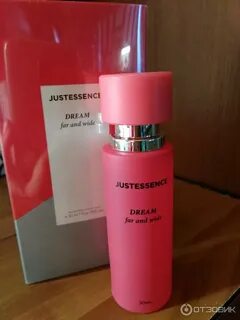 JUSTESSENCE
DREAM
far and wide
JUSTESSENCE
DREAM
far and wide
ОТЗОВИК